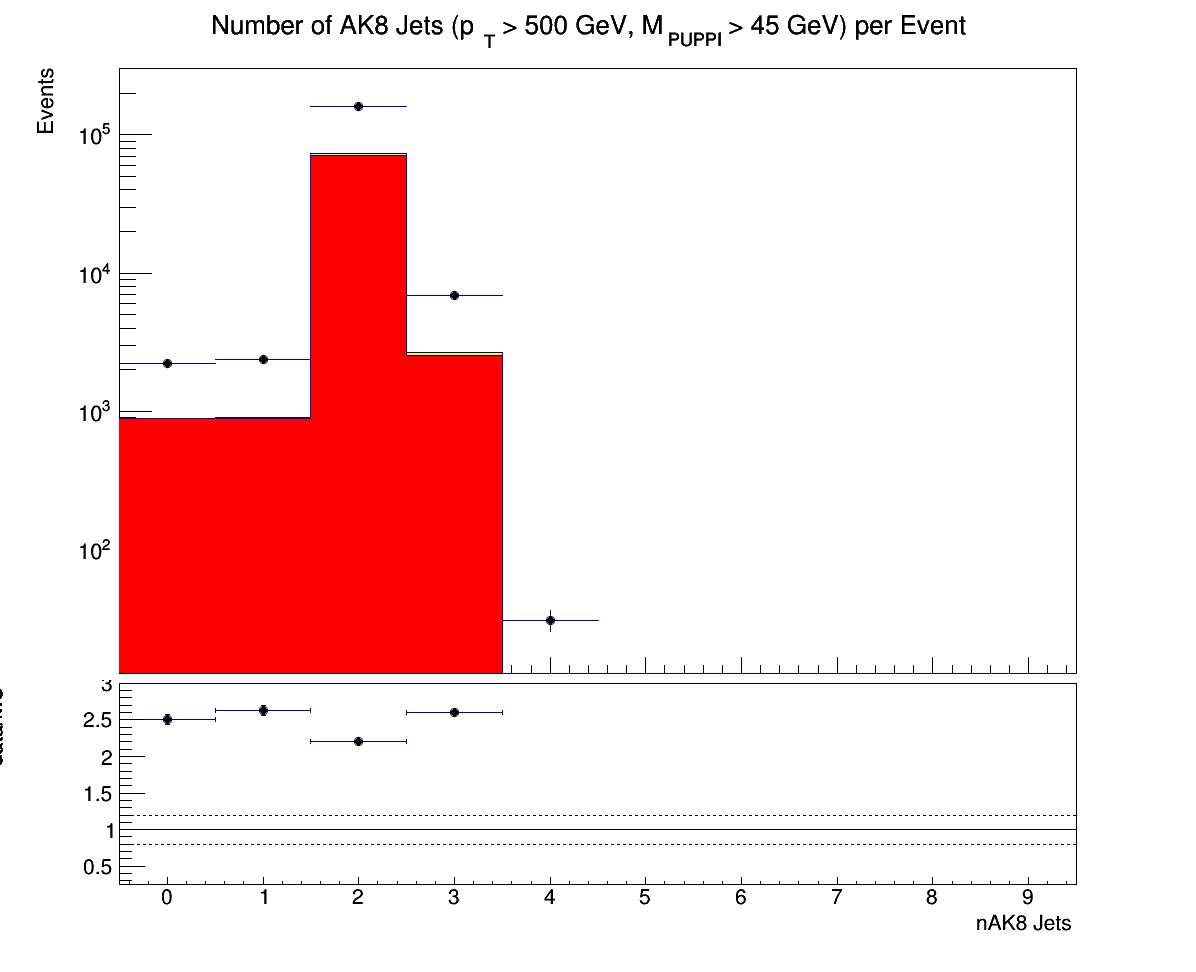 Number of AK8 Jets (p T > 500 GeV, M PUPPI > 45 GeV) per Event
Events
10^5
10^4
10^3
10^2
3
2.5
2
1.5
1
0.5
0 1 2 3 4 5 6 7 8 9
nAK8 Jets